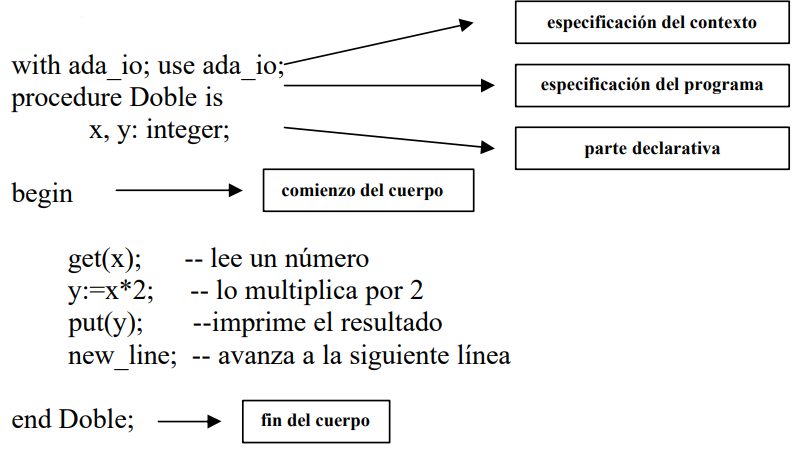 especificación del contexto
with ada_io; use ada_io;
especificación del programa
procedure Doble is
x, y: integer;
parte declarativa
begin
comienzo del cuerpo
get(x); -- lee un número
y:=x*2; -- lo multiplica por 2
put(y); --imprime el resultado
new_line; -- avanza a la siguiente línea
end Doble;
fin del cuerpo